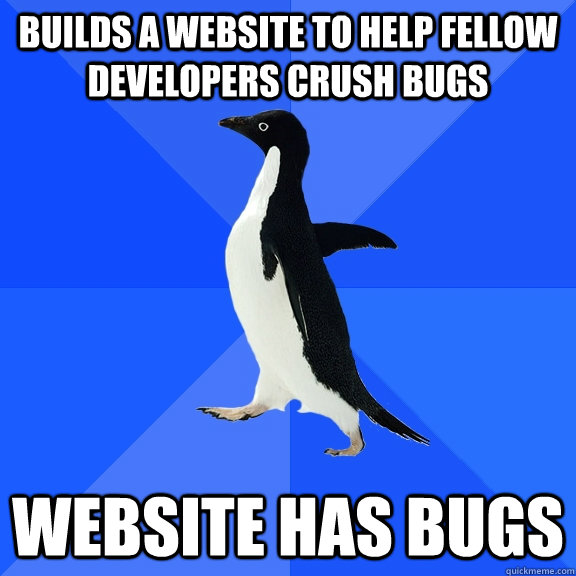 BUILDS A WEBSITE TO HELP FELLOW
DEVELOPERS CRUSH BUGS
WEBSITE HAS BUGS
quickmeme.com